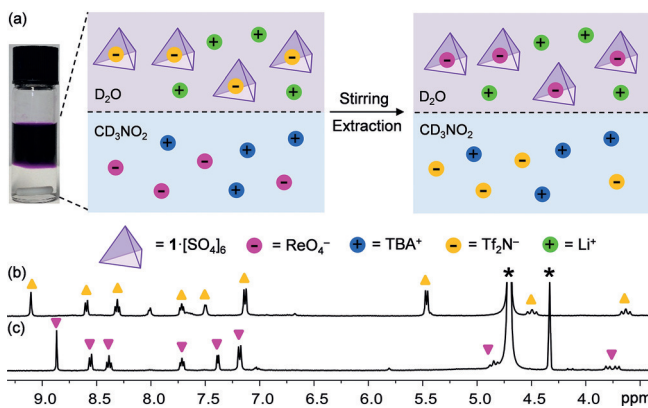 (a)
D₂O
CD₃NO₂
Stirring
Extraction
D₂O
CD₃NO₂
= 1·[SO₄]₆ = ReO₄⁻ = TBA⁺ = Tf₂N⁻ = Li⁺
(b)
* *
(c)
9.0 8.5 8.0 7.5 7.0 6.5 6.0 5.5 5.0 4.5 4.0 ppm